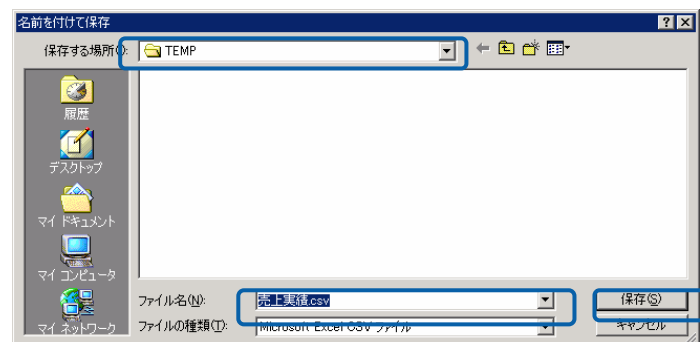 名前を付けて保存
保存する場所(I):
TEMP
履歴
デスクトップ
マイ ドキュメント
マイ コンピュータ
マイ ネットワーク
ファイル名(N):
売上実績.csv
保存(S)
ファイルの種類(T):
Microsoft Excel CSV ファイル
キャンセル